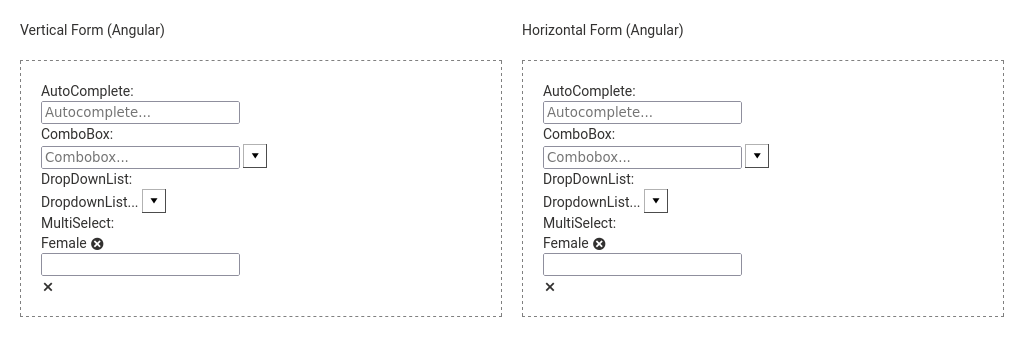 Vertical Form (Angular)
AutoComplete:
Autocomplete...
ComboBox:
Combobox...
DropDownList:
DropdownList...
MultiSelect:
Female
Horizontal Form (Angular)
AutoComplete:
Autocomplete...
ComboBox:
Combobox...
DropDownList:
DropdownList...
MultiSelect:
Female